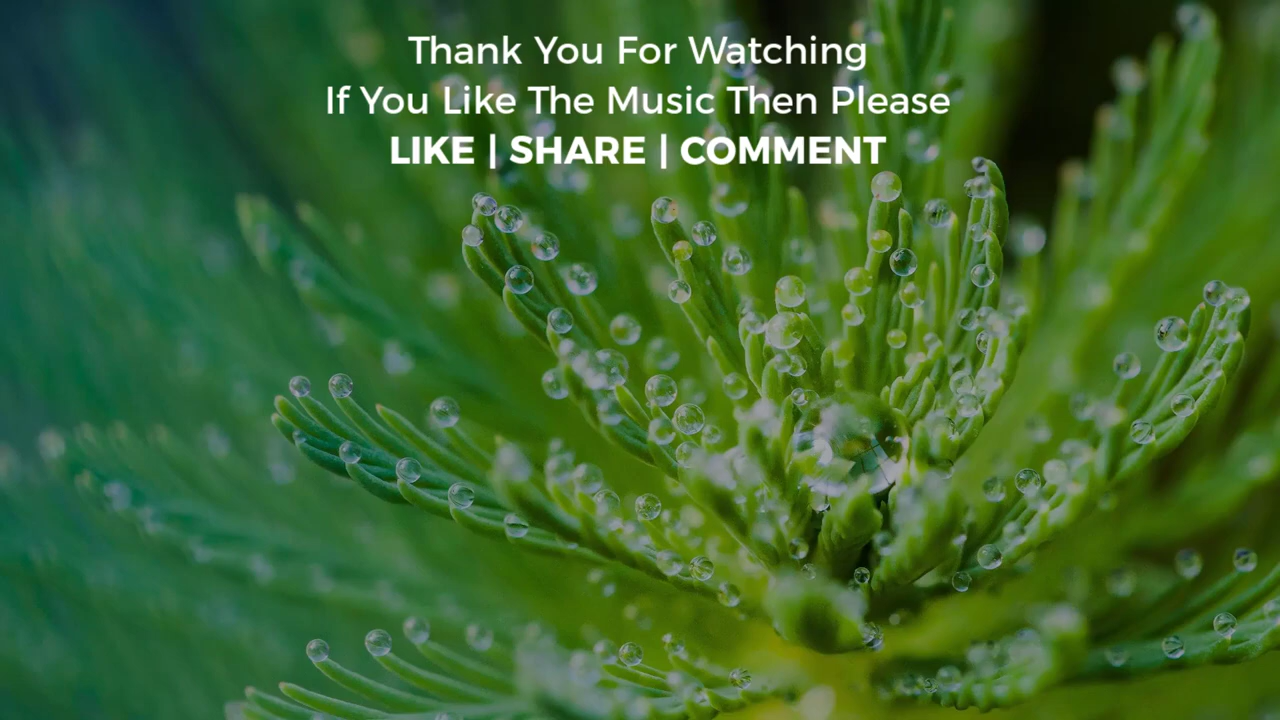 Thank You For Watching
If You Like The Music Then Please
LIKE | SHARE | COMMENT